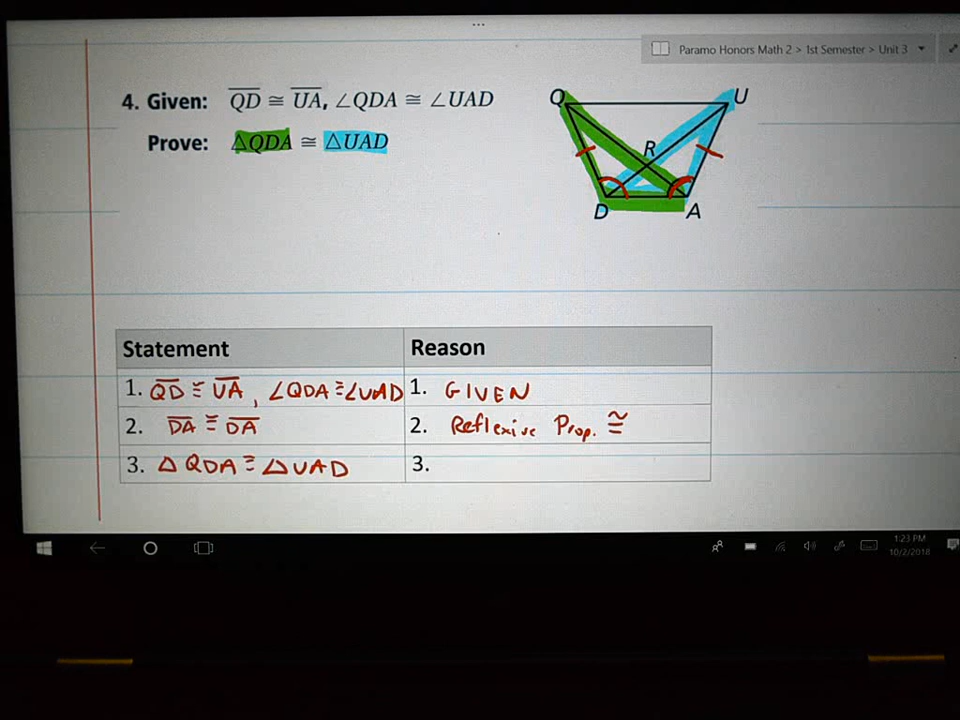 ...
Paramo Honors Math 2 > 1st Semester > Unit 3
4. Given: QD ≅ UA, ∠QDA ≅ ∠UAD
Prove: △QDA ≅ △UAD
Q
U
R
D
A
Statement
Reason
1. QD ≅ UA, ∠QDA ≅ ∠UAD
1. GIVEN
2. DA ≅ DA
2. Reflexive Prop. ≅
3. △QDA ≅ △UAD
3.
1:23 PM
10/2/2018